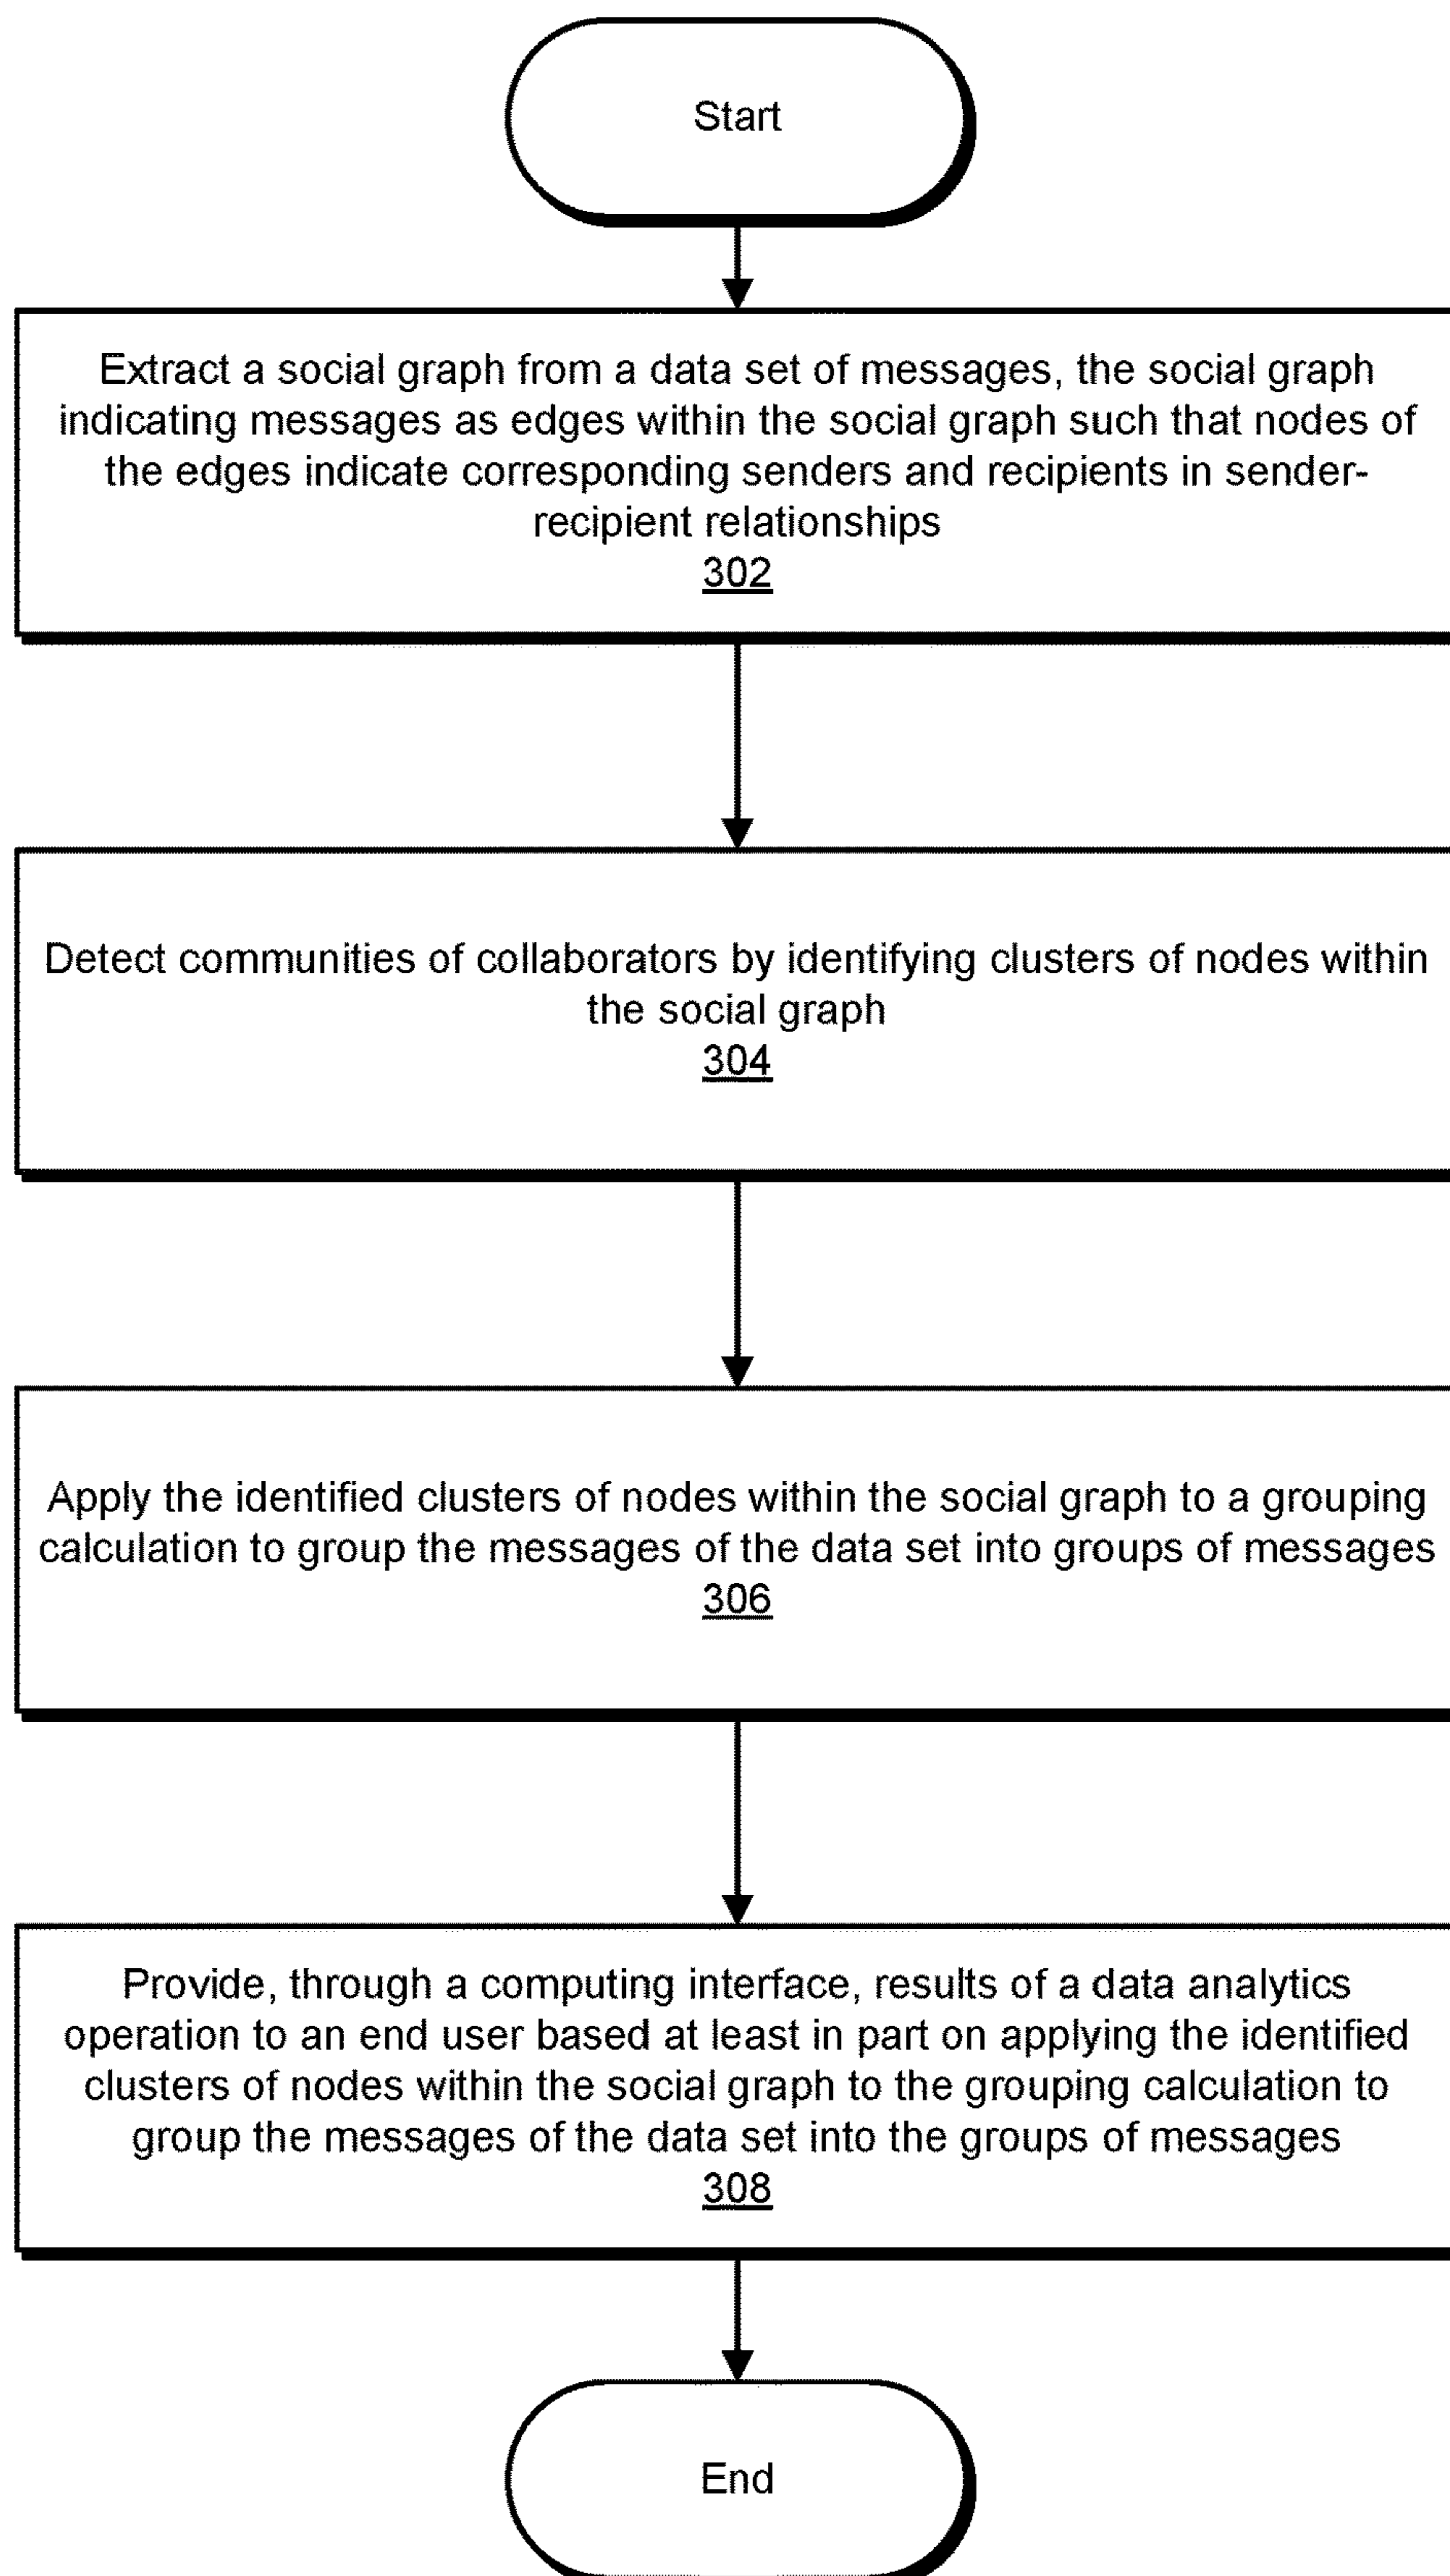 Start
Extract a social graph from a data set of messages, the social graph
indicating messages as edges within the social graph such that nodes of
the edges indicate corresponding senders and recipients in sender-
recipient relationships
302
Detect communities of collaborators by identifying clusters of nodes within
the social graph
304
Apply the identified clusters of nodes within the social graph to a grouping
calculation to group the messages of the data set into groups of messages
306
Provide, through a computing interface, results of a data analytics
operation to an end user based at least in part on applying the identified
clusters of nodes within the social graph to the grouping calculation to
group the messages of the data set into the groups of messages
308
End